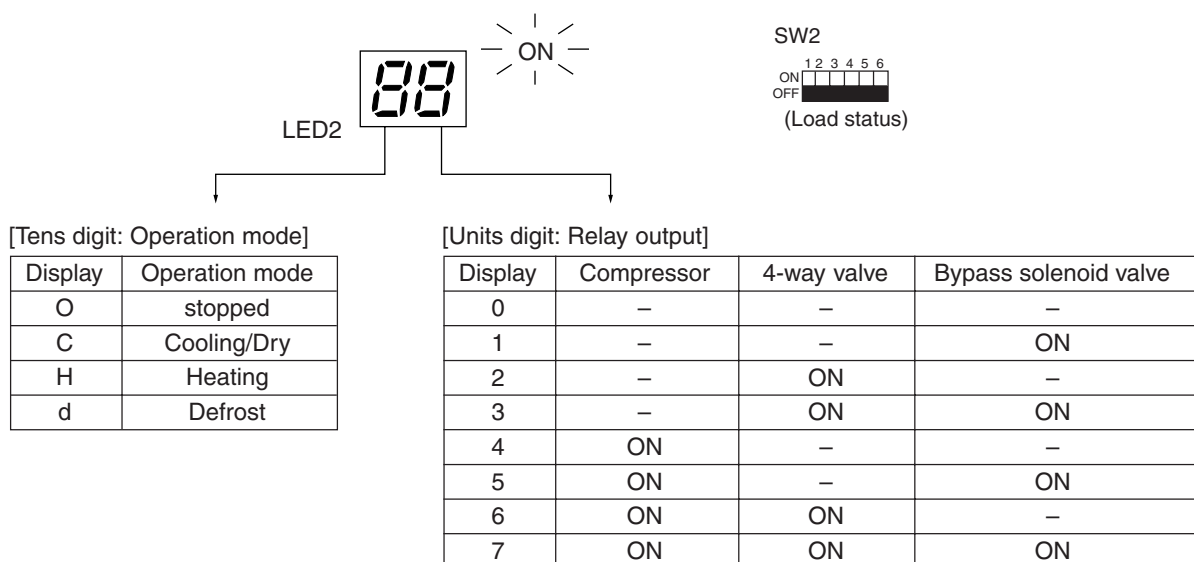 ON
SW2
1 2 3 4 5 6
ON
OFF
(Load status)
88
LED2
[Tens digit: Operation mode]
Display Operation mode
O stopped
C Cooling/Dry
H Heating
d Defrost
[Units digit: Relay output]
Display Compressor 4-way valve Bypass solenoid valve
0 – – –
1 – – ON
2 – ON –
3 – ON ON
4 ON – –
5 ON – ON
6 ON ON –
7 ON ON ON